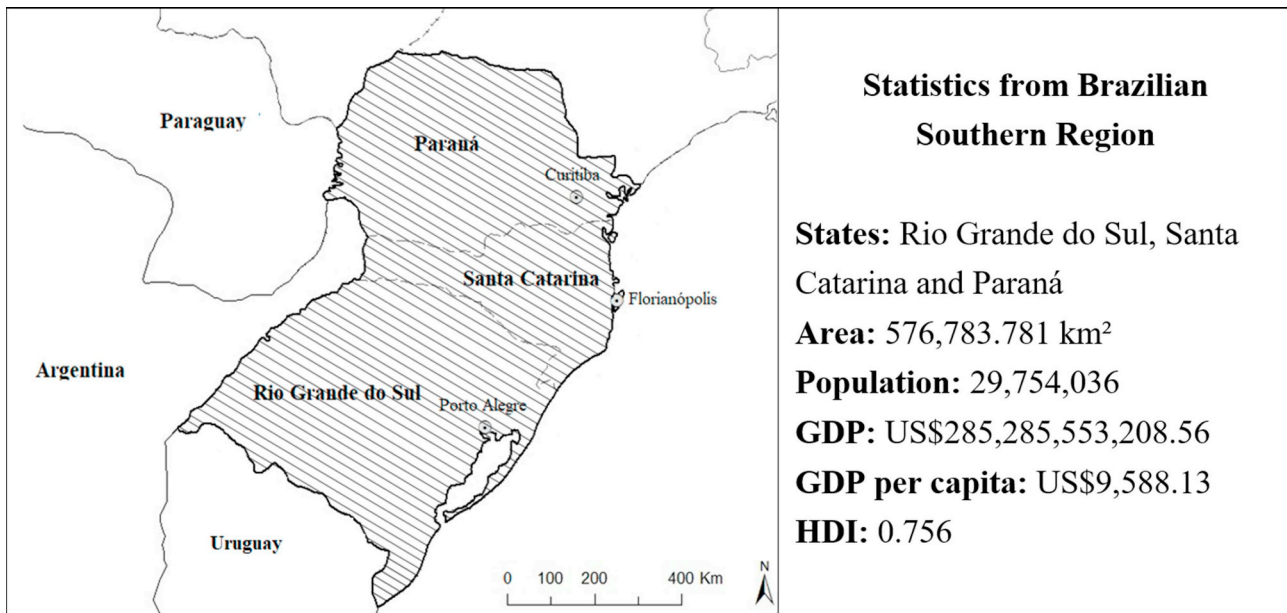 Paraguay
Paraná
Curitiba
Santa Catarina
Florianópolis
Argentina
Rio Grande do Sul
Porto Alegre
Uruguay
0 100 200 400 Km
N
Statistics from Brazilian
Southern Region
States: Rio Grande do Sul, Santa
Catarina and Paraná
Area: 576,783.781 km²
Population: 29,754,036
GDP: US$285,285,553,208.56
GDP per capita: US$9,588.13
HDI: 0.756